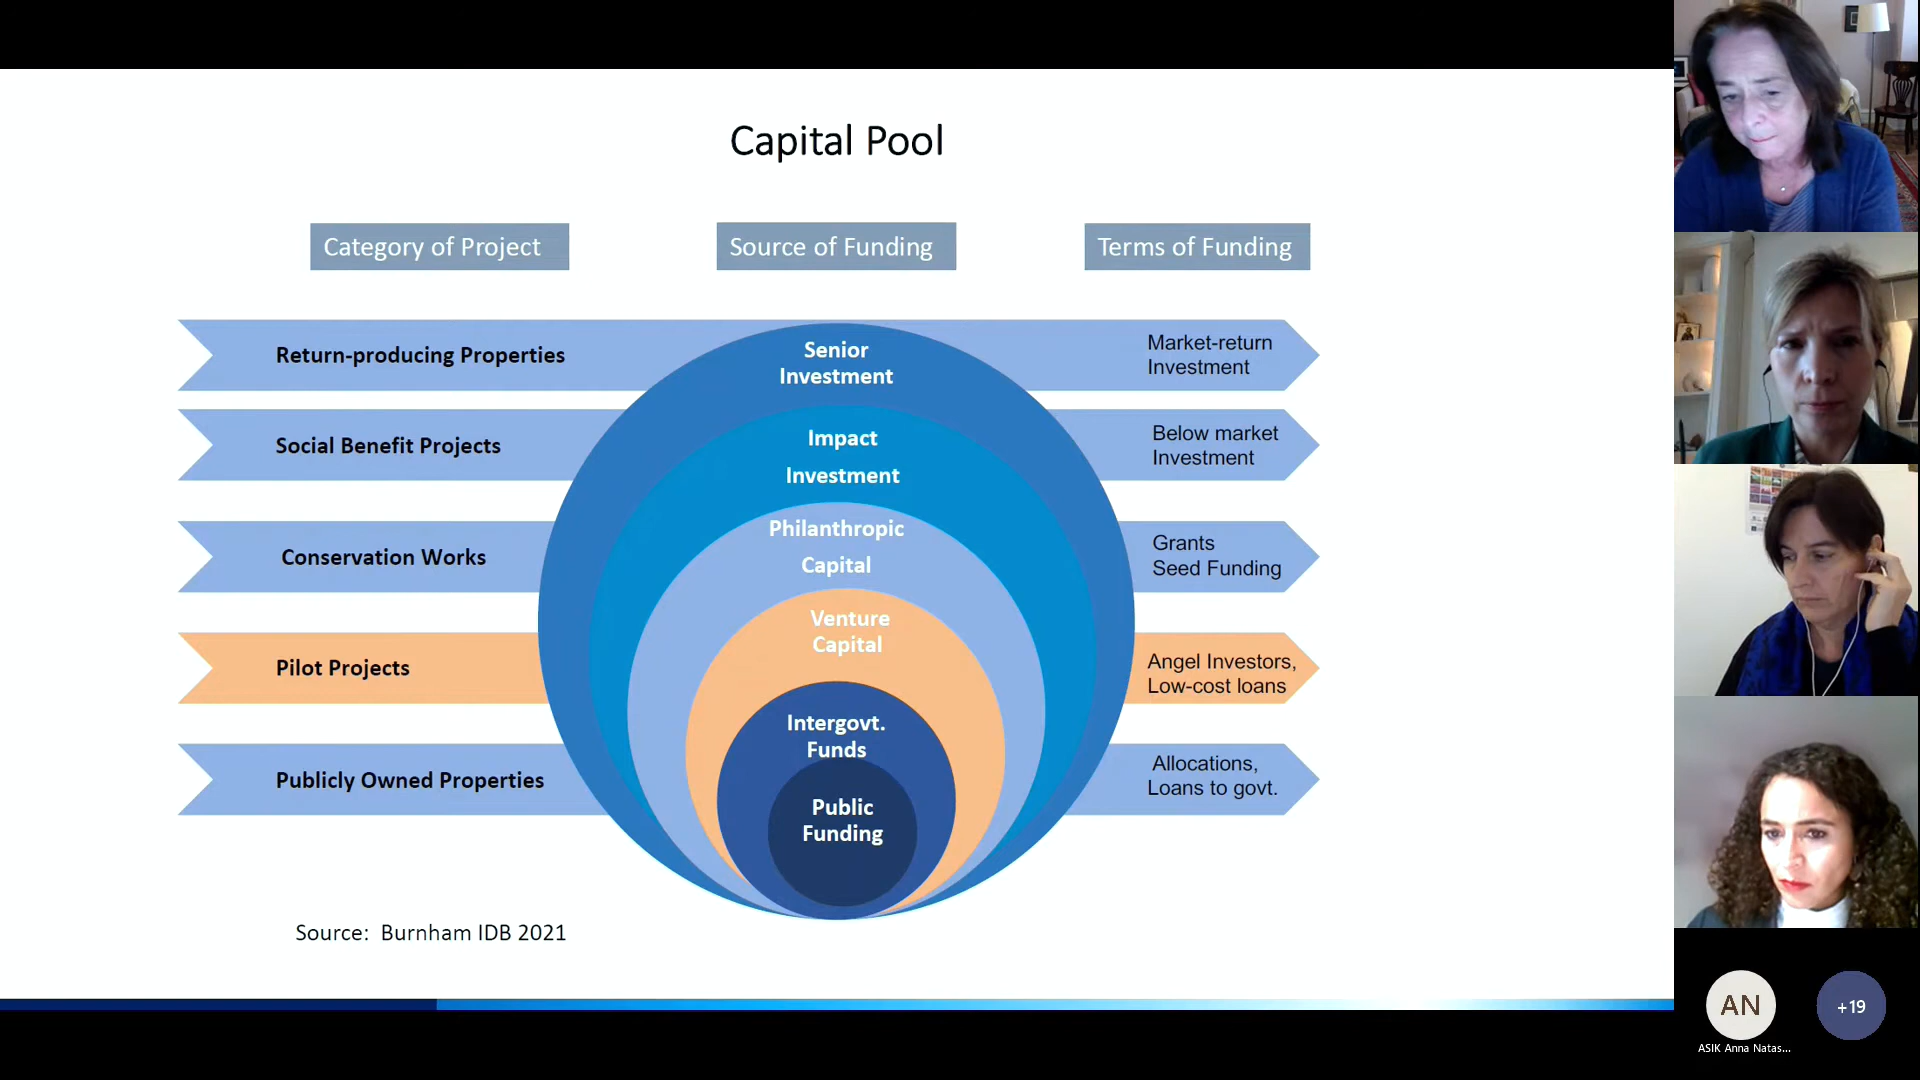 Capital Pool
Category of Project
Source of Funding
Terms of Funding
Return-producing Properties
Senior
Investment
Market-return
Investment
Social Benefit Projects
Impact
Investment
Below market
Investment
Conservation Works
Philanthropic
Capital
Grants
Seed Funding
Pilot Projects
Venture
Capital
Angel Investors,
Low-cost loans
Publicly Owned Properties
Intergovt.
Funds
Public
Funding
Allocations,
Loans to govt.
Source:  Burnham IDB 2021
AN
+19
ASIK Anna Natas...